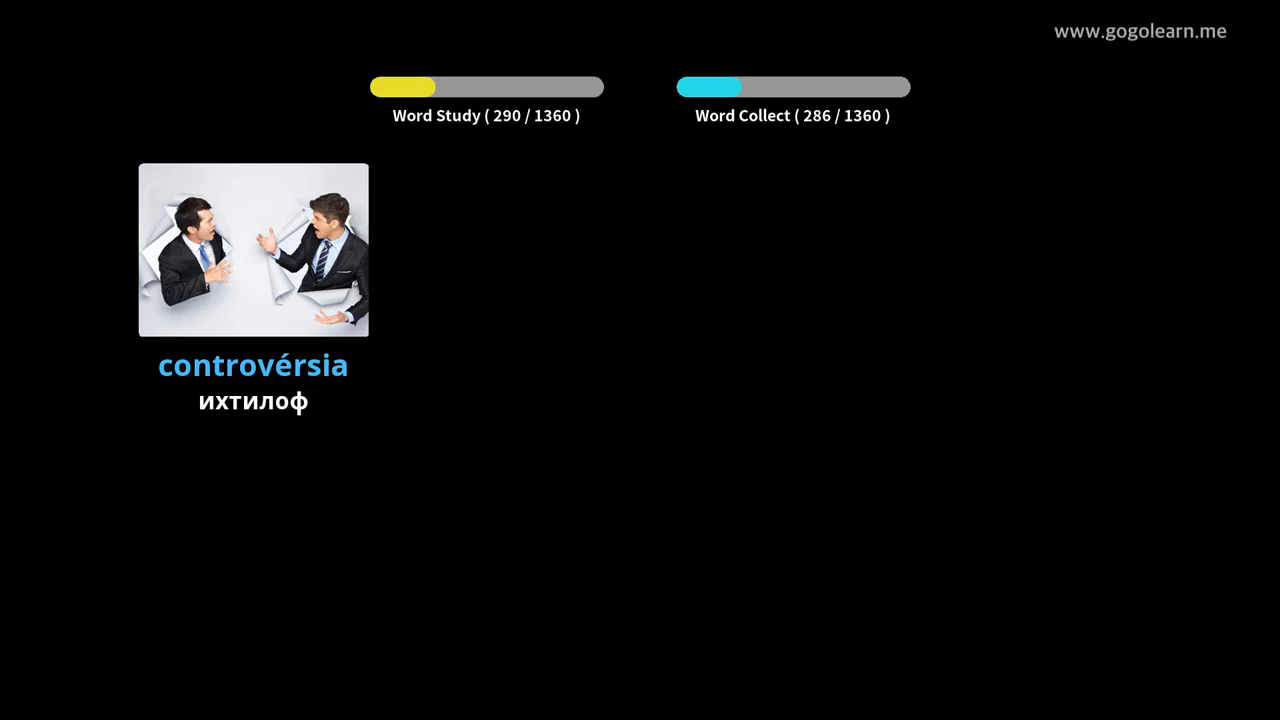 www.gogolearn.me
Word Study ( 290 / 1360 )
Word Collect ( 286 / 1360 )
controvérsia
ихтилоф